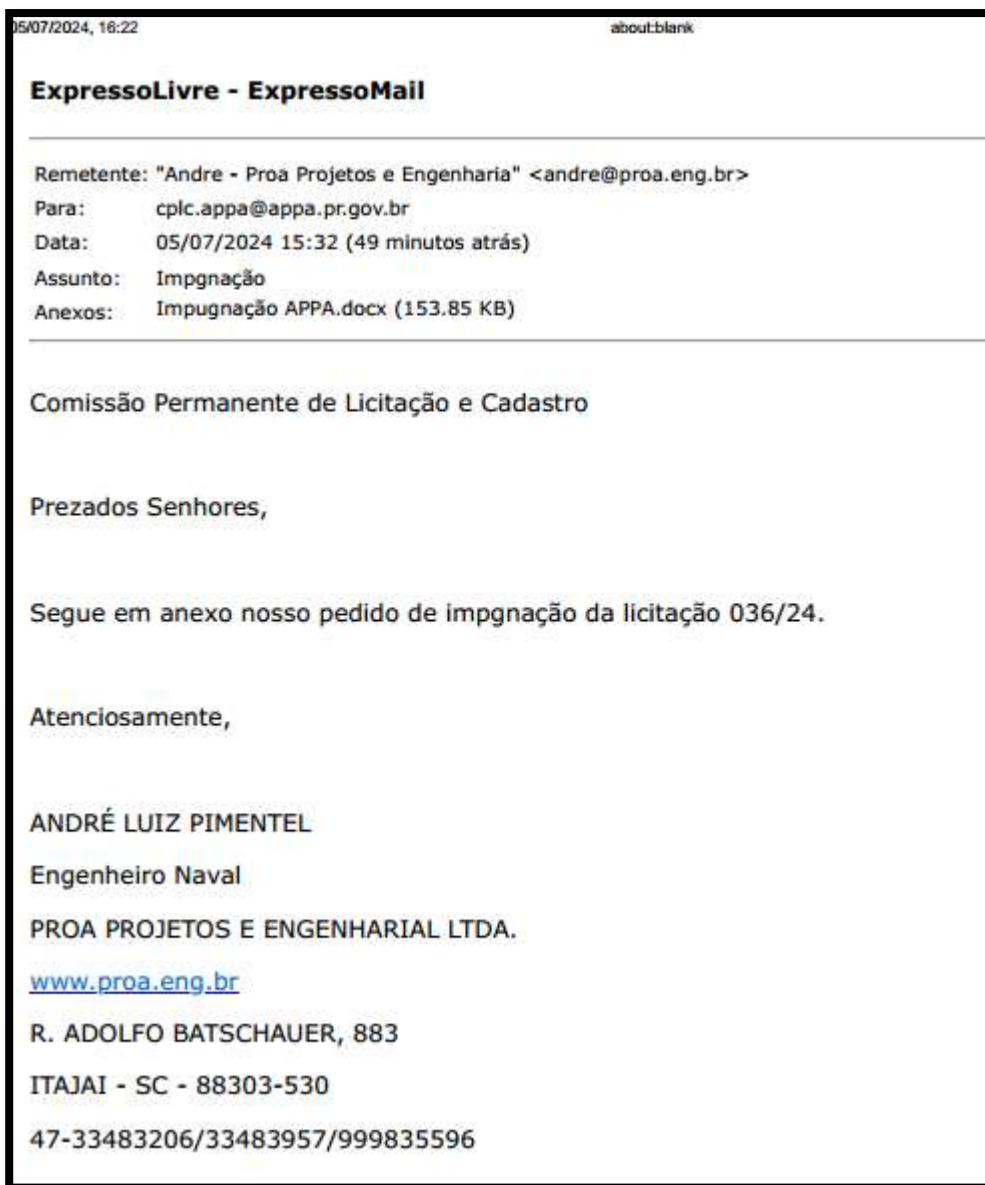 05/07/2024, 16:22 about:blank
ExpressoLivre - ExpressoMail
Remetente: "Andre - Proa Projetos e Engenharia" <andre@proa.eng.br>
Para: cplc.appa@appa.pr.gov.br
Data: 05/07/2024 15:32 (49 minutos atrás)
Assunto: Impgnação
Anexos: Impugnação APPA.docx (153.85 KB)
Comissão Permanente de Licitação e Cadastro
Prezados Senhores,
Segue em anexo nosso pedido de impgnação da licitação 036/24.
Atenciosamente,
ANDRÉ LUIZ PIMENTEL
Engenheiro Naval
PROA PROJETOS E ENGENHARIAL LTDA.
www.proa.eng.br
R. ADOLFO BATSCHAUER, 883
ITAJAI - SC - 88303-530
47-33483206/33483957/999835596